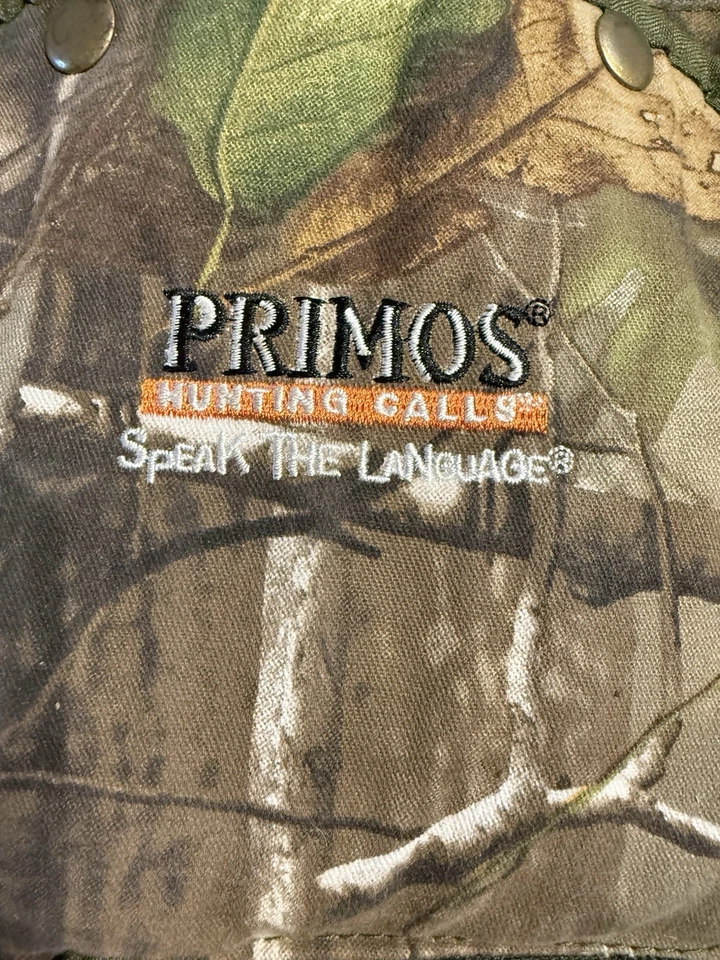 PRIMOS®
HUNTING CALLS™
SPEAK THE LANGUAGE®